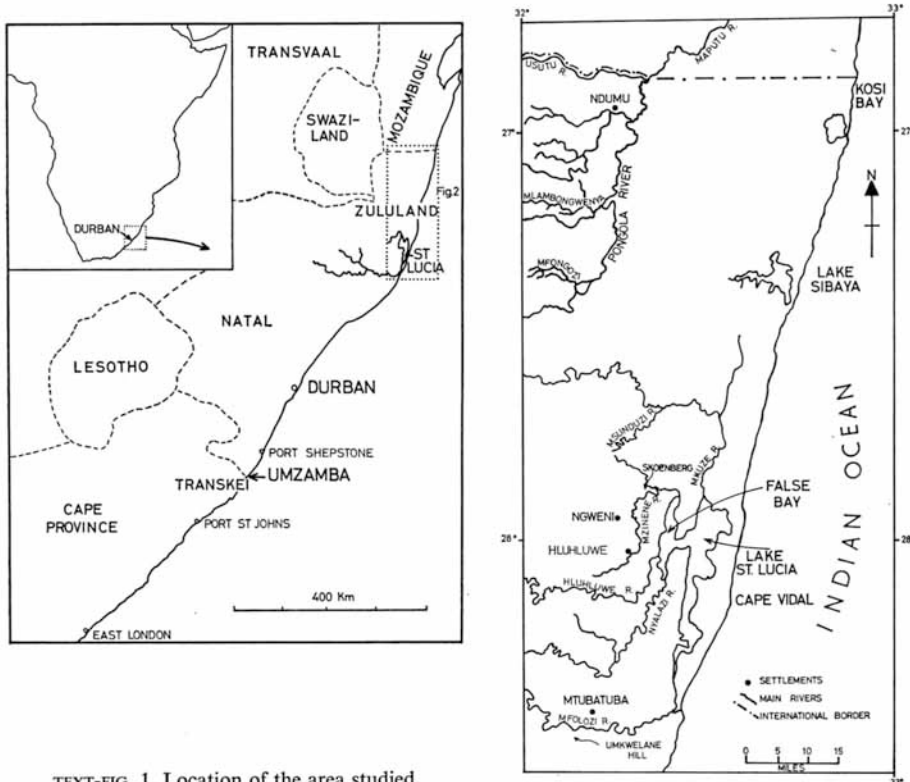 TRANSVAAL
MOZAMBIQUE
SWAZI-
LAND
Fig2
ZULULAND
ST
LUCIA
DURBAN
NATAL
LESOTHO
DURBAN
PORT SHEPSTONE
UMZAMBA
TRANSKEI
CAPE
PROVINCE
PORT ST JOHNS
400 Km
EAST LONDON
TEXT-FIG. 1. Location of the area studied
32°
33°
MAPUTU R.
USUTU R.
KOSI
BAY
NDUMU
27°
27°
N
MLAMBONGWENYA
PONGOLA RIVER
MFONGOZI
LAKE
SIBAYA
INDIAN OCEAN
MSUNDUZI R.
MKUZE R.
SKOENBERG
FALSE
BAY
NGWENI
MZINENE R.
28°
28
HLUHLUWE
LAKE
ST. LUCIA
HLUHLUWE R.
NYALAZI R.
CAPE VIDAL
SETTLEMENTS
MAIN RIVERS
INTERNATIONAL BORDER
MTUBATUBA
MFOLOZI R.
UMKWELANE
HILL
0 5 10 15
MILES